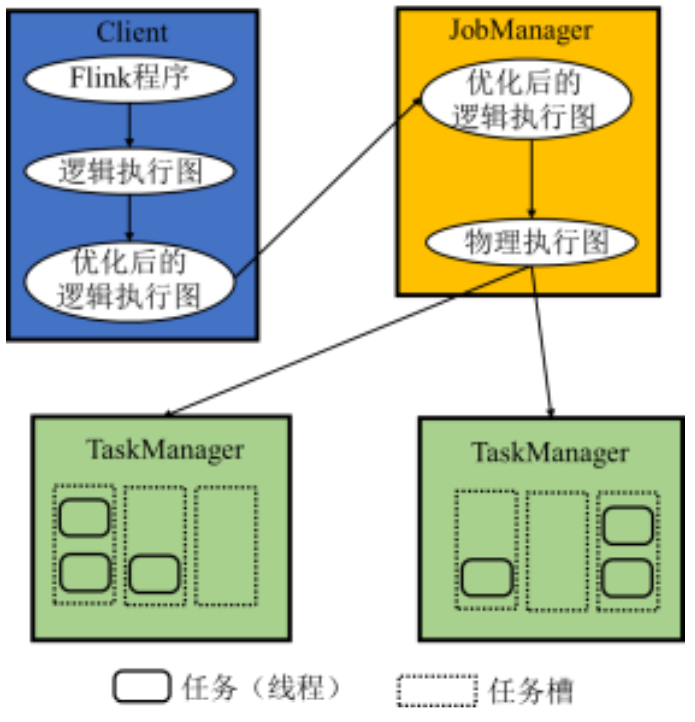 Client
Flink程序
逻辑执行图
优化后的
逻辑执行图
JobManager
优化后的
逻辑执行图
物理执行图
TaskManager
TaskManager
任务（线程）
任务槽